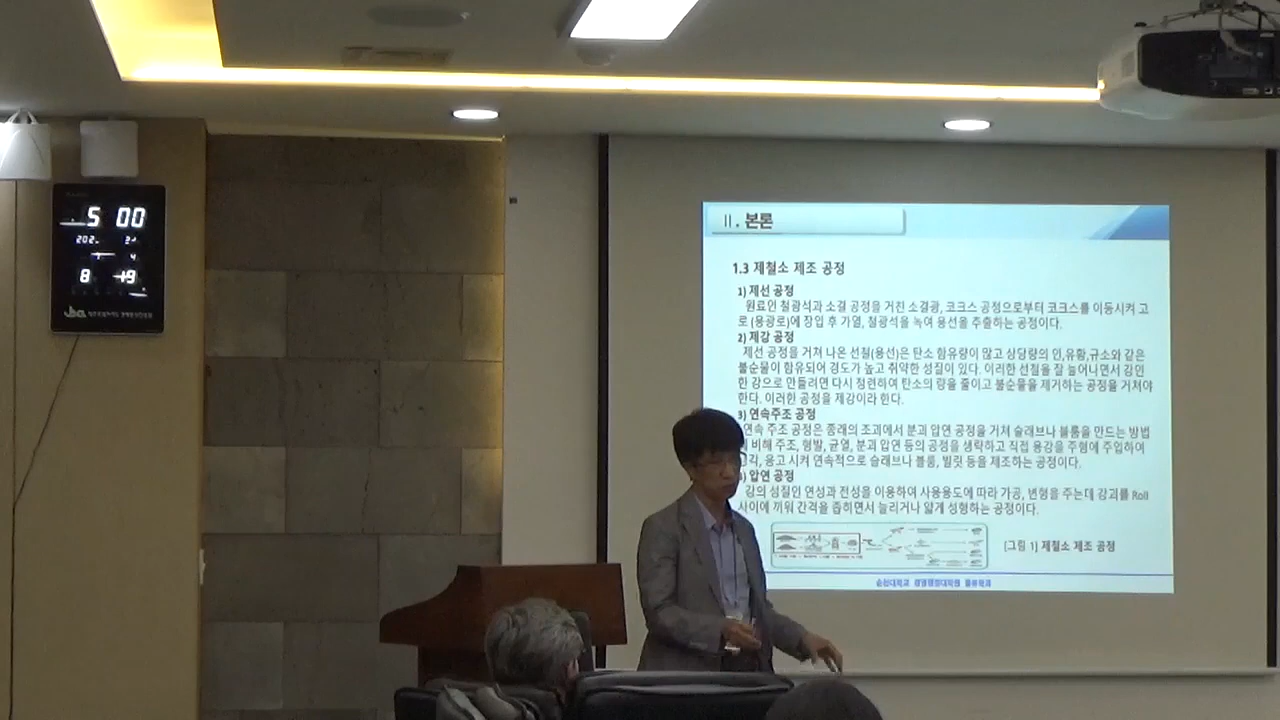 5 00
8
Ⅱ. 본론
1.3 제철소 제조 공정
1) 제선 공정
원료인 철광석과 소결 공정을 거친 소결광, 코크스 공정으로부터 코크스를 이동시켜 고
로(용광로)에 장입 후 가열, 철광석을 녹여 용선을 추출하는 공정이다.
2) 제강 공정
제선 공정을 거쳐 나온 선철(용선)은 탄소 함유량이 많고 상당량의 인,유황,규소와 같은
불순물이 함유되어 경도가 높고 취약한 성질이 있다. 이러한 선철을 잘 늘어나면서 강인
한 강으로 만들려면 다시 정련하여 탄소의 량을 줄이고 불순물을 제거하는 공정을 거쳐야
한다. 이러한 공정을 제강이라 한다.
3) 연속주조 공정
연속 주조 공정은 종래의 조괴에서 분괴 압연 공정을 거쳐 슬래브나 블룸을 만드는 방법
비해 주조, 형발, 균열, 분괴 압연 등의 공정을 생략하고 직접 용강을 주형에 주입하여
각, 응고 시켜 연속적으로 슬래브나 블룸, 빌릿 등을 제조하는 공정이다.
) 압연 공정
강의 성질인 연성과 전성을 이용하여 사용용도에 따라 가공, 변형을 주는데 강괴를 Roll
사이에 끼워 간격을 좁히면서 늘리거나 얇게 성형하는 공정이다.
(그림 1) 제철소 제조 공정
순천대학교 경영행정대학원 물류학과